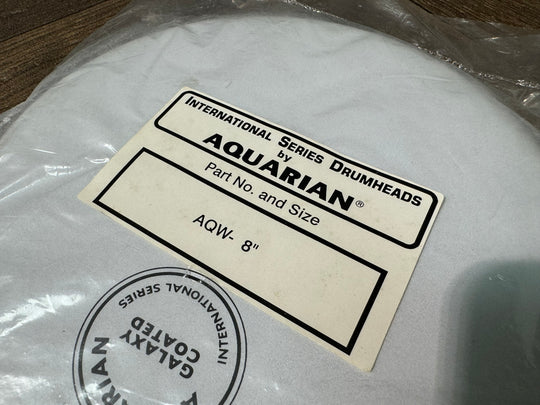 INTERNATIONAL SERIES DRUMHEADS
by
AQUARIAN®
Part No. and Size
AQW- 8"
INTERNATIONAL SERIES
GALAXY
COATED